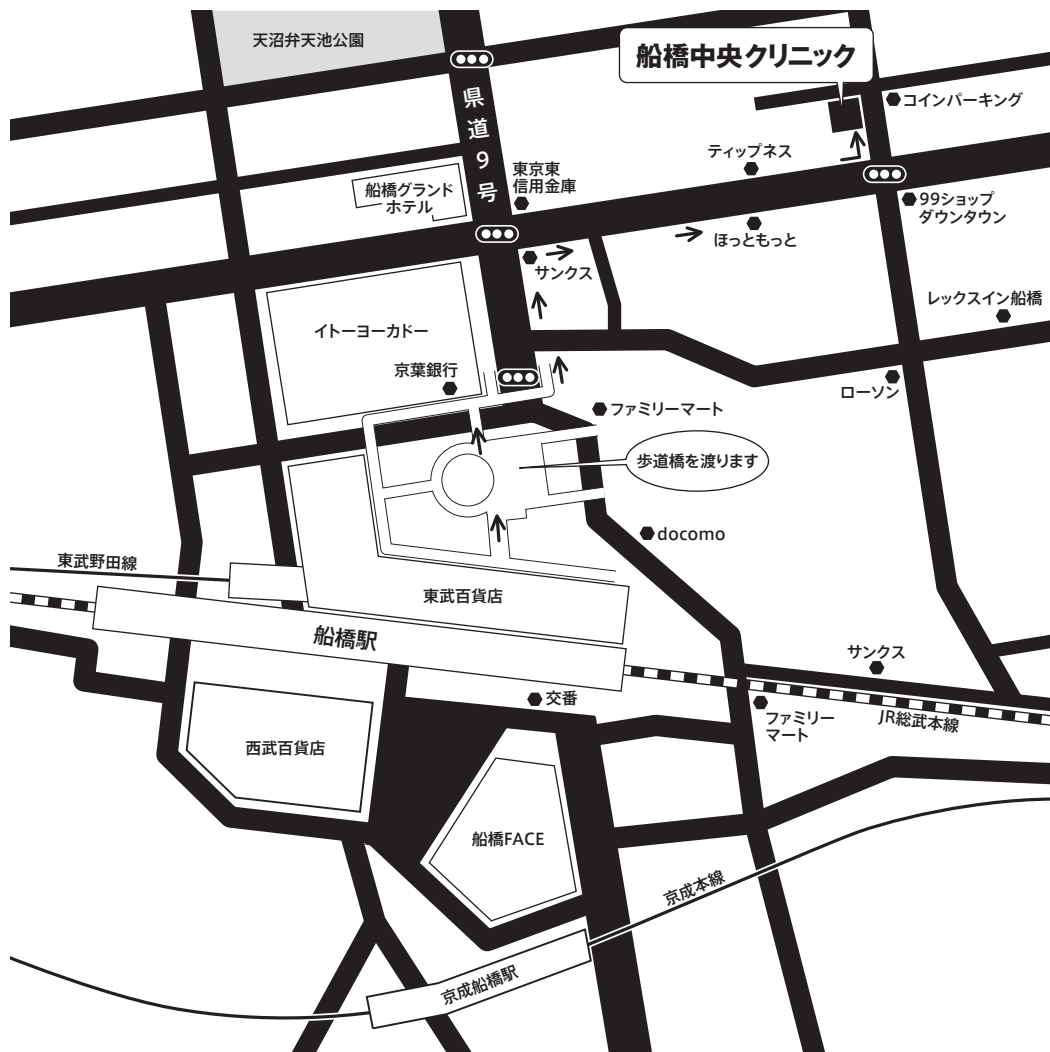 天沼弁天池公園
船橋中央クリニック
県道9号
コインパーキング
ティップネス
東京東
信用金庫
船橋グランド
ホテル
99ショップ
ダウンタウン
ほっともっと
サンクス
レックスイン船橋
イトーヨーカドー
京葉銀行
ローソン
ファミリーマート
歩道橋を渡ります
docomo
東武野田線
東武百貨店
船橋駅
サンクス
交番
ファミリー
マート
JR総武本線
西武百貨店
船橋FACE
京成本線
京成船橋駅